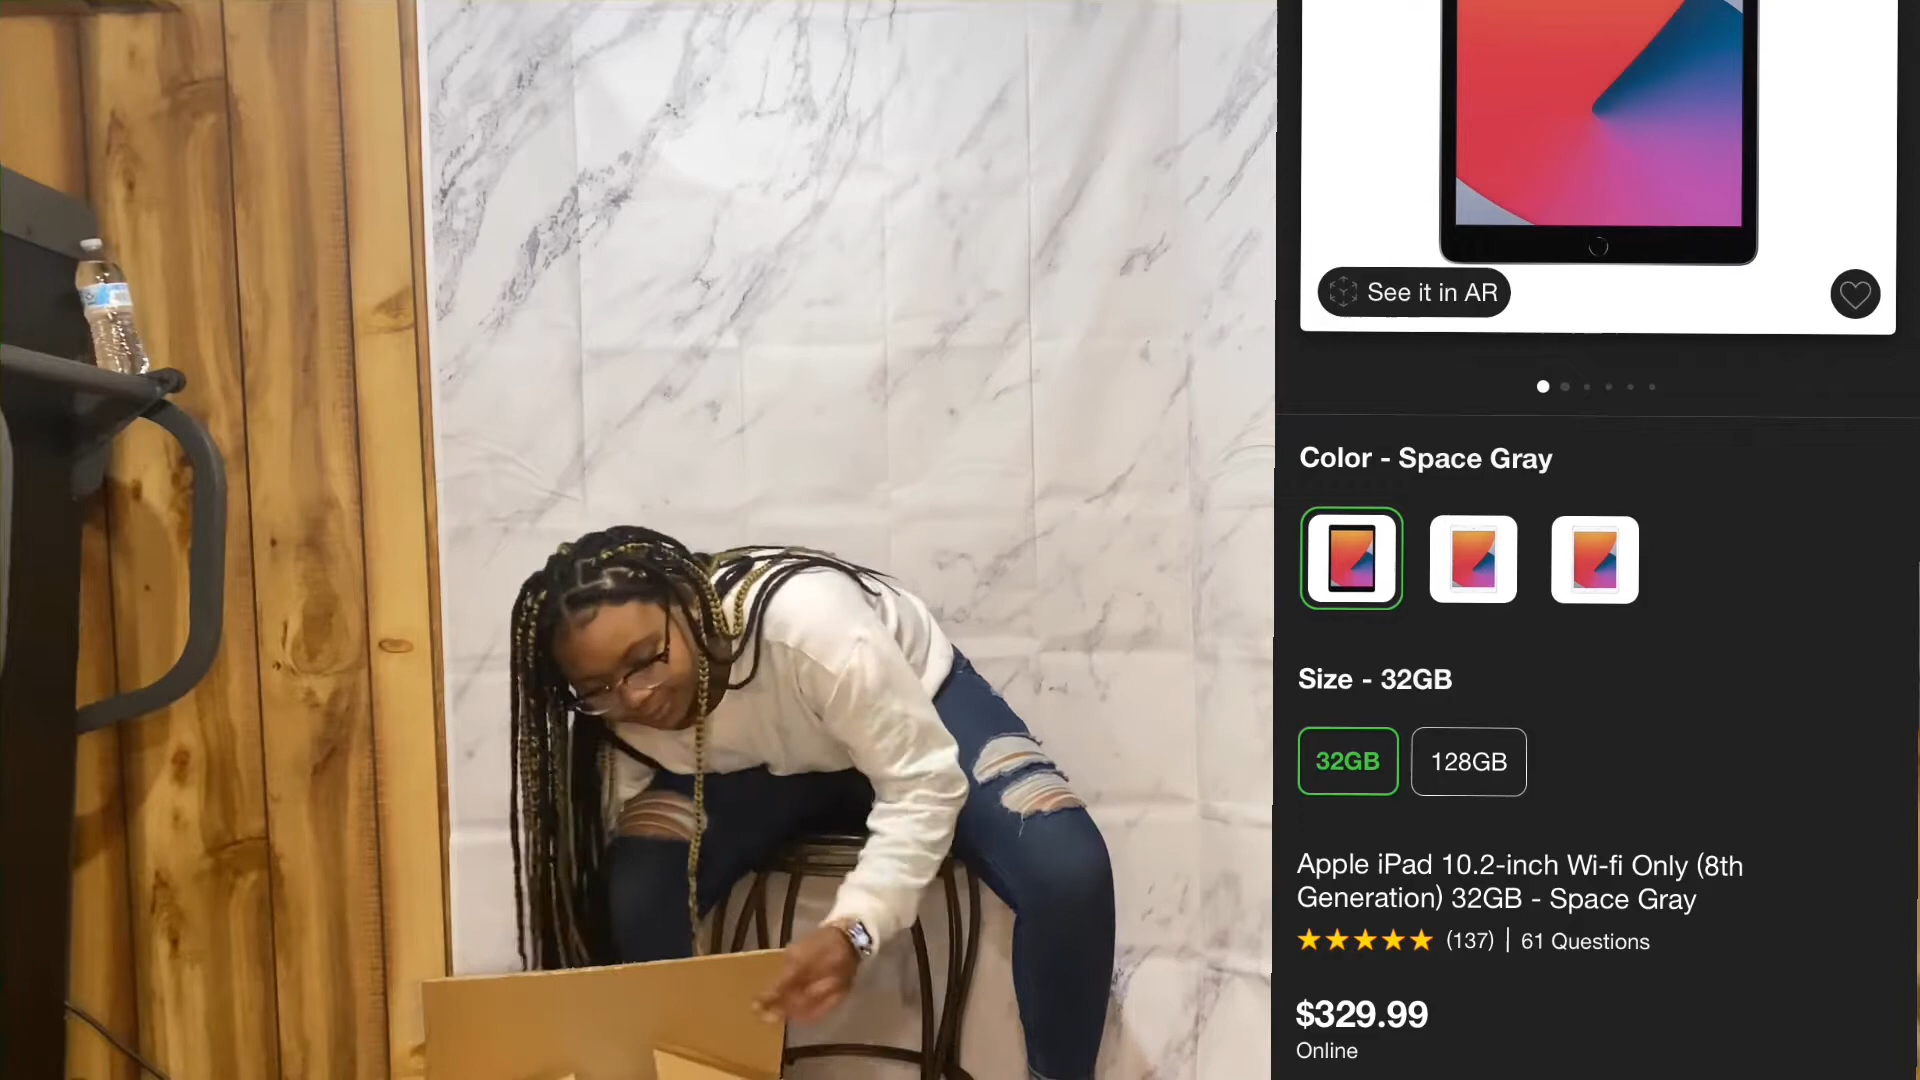 See it in AR
Color - Space Gray
Size - 32GB
32GB
128GB
Apple iPad 10.2-inch Wi-fi Only (8th
Generation) 32GB - Space Gray
(137) | 61 Questions
$329.99
Online